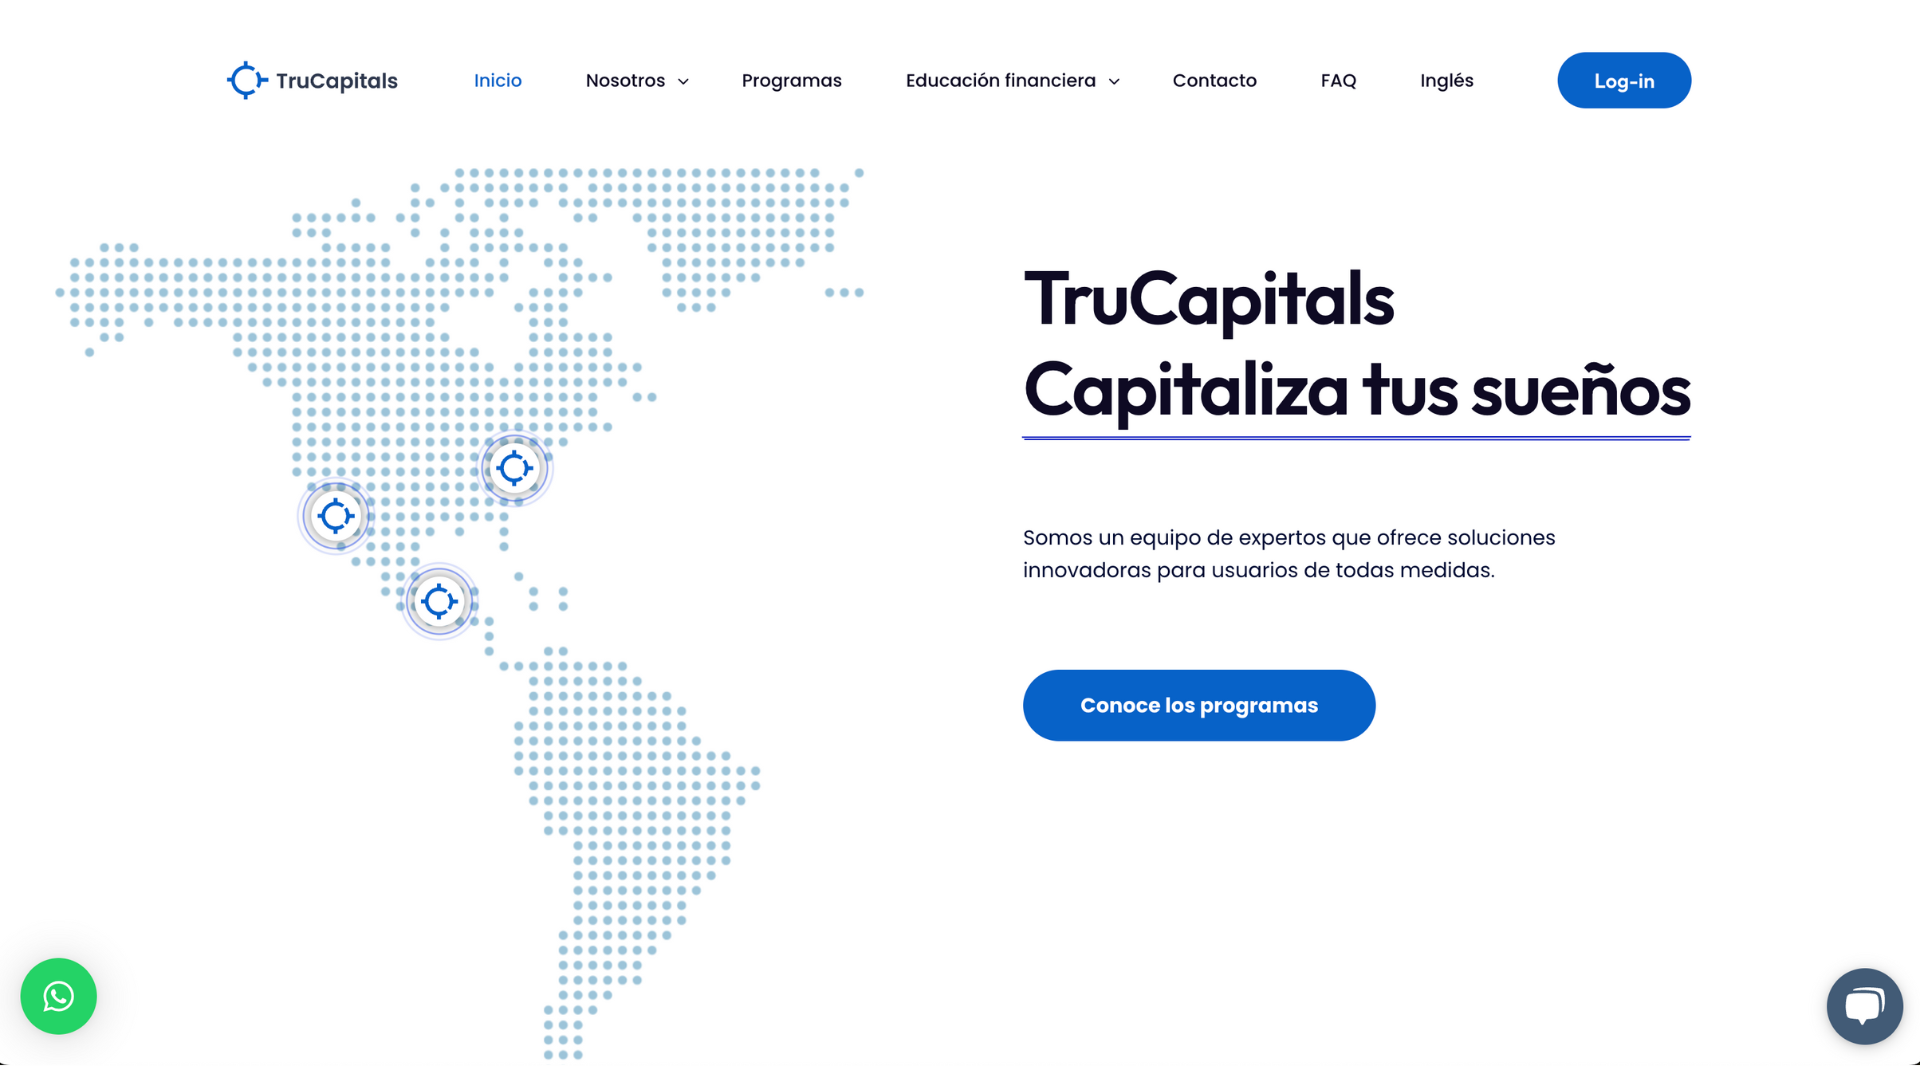 TruCapitals
Inicio
Nosotros
Programas
Educación financiera
Contacto
FAQ
Inglés
Log-in
TruCapitals
Capitaliza tus sueños
Somos un equipo de expertos que ofrece soluciones
innovadoras para usuarios de todas medidas.
Conoce los programas